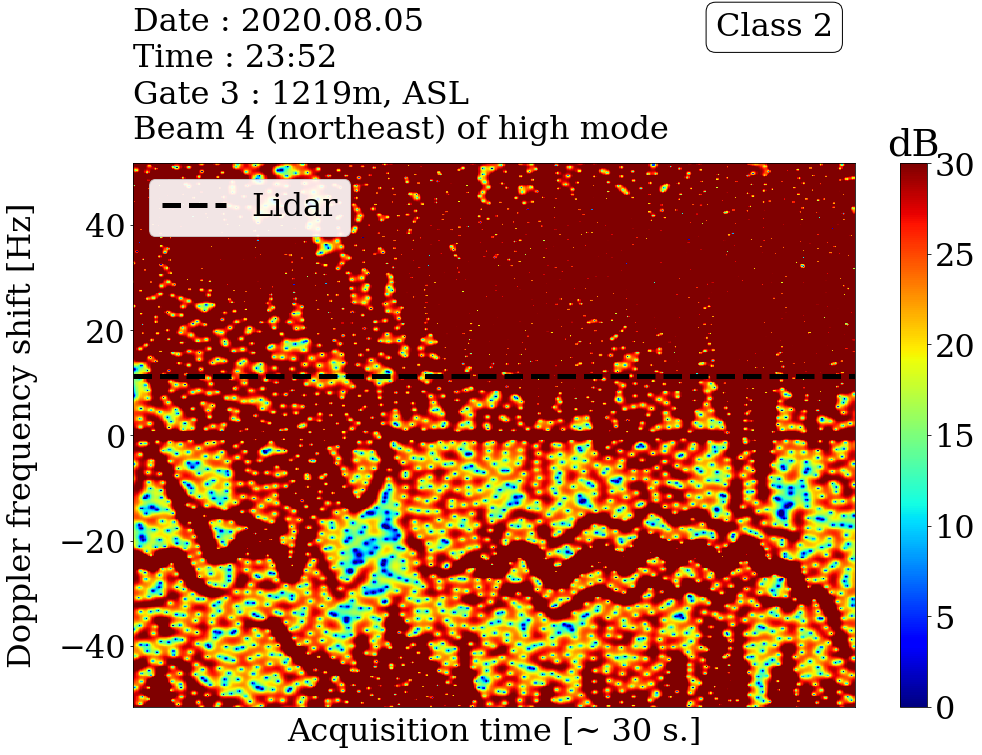 Date : 2020.08.05
Time : 23:52
Gate 3 : 1219m, ASL
Beam 4 (northeast) of high mode
Class 2
dB
Lidar
Doppler frequency shift [Hz]
40
20
0
−20
−40
30
25
20
15
10
5
0
Acquisition time [~ 30 s.]